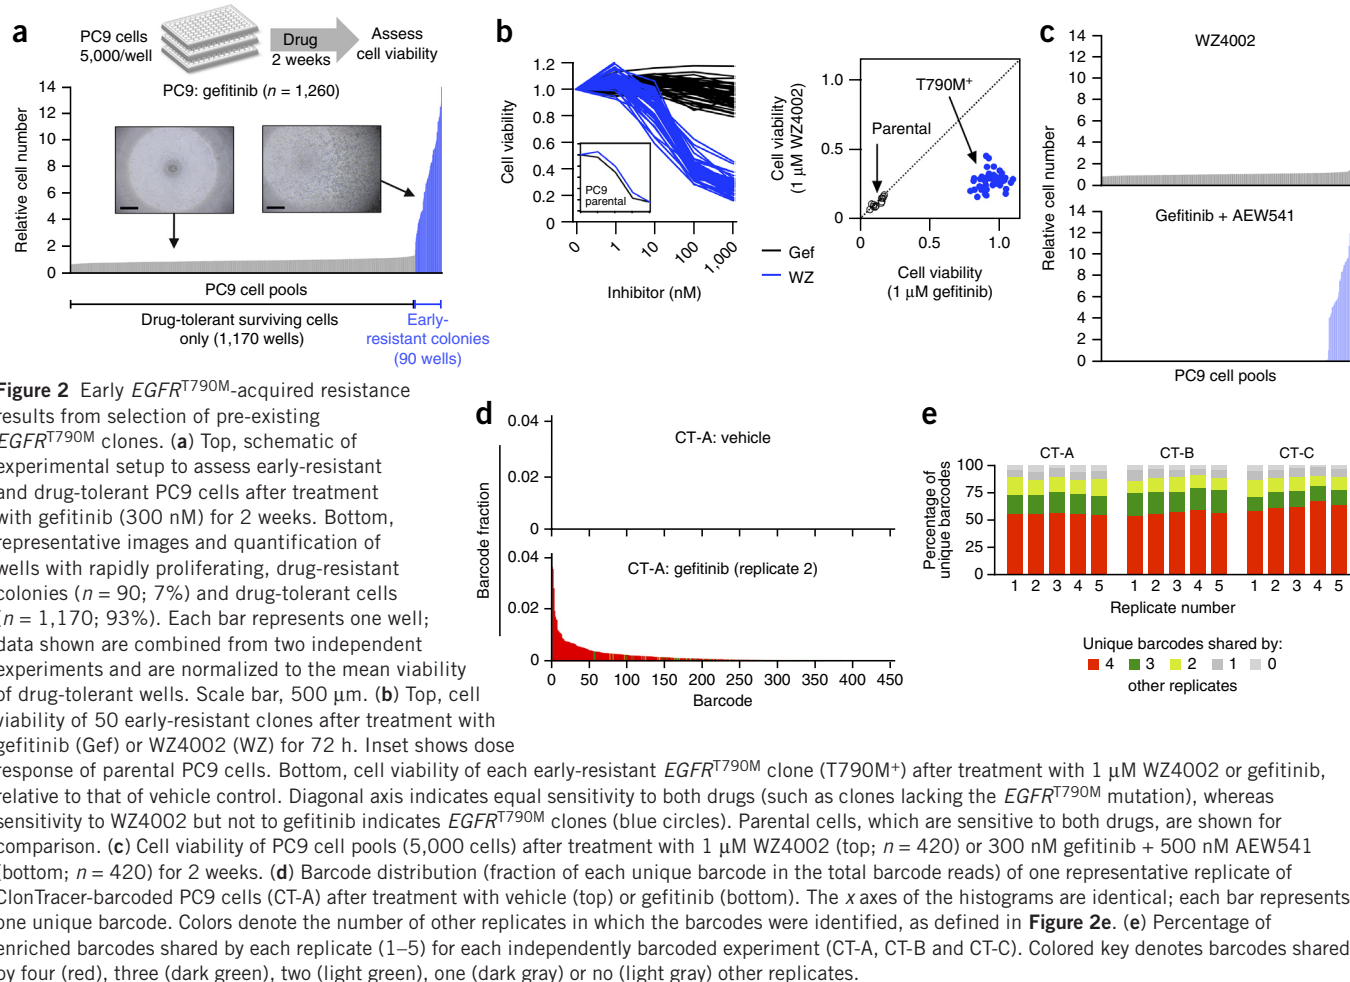 a
PC9 cells
5,000/well
Drug
2 weeks
Assess
cell viability
PC9: gefitinib (n = 1,260)
Relative cell number
14
12
10
8
6
4
2
0
PC9 cell pools
Drug-tolerant surviving cells
only (1,170 wells)
Early-
resistant colonies
(90 wells)
b
Cell viability
1.2
1.0
0.8
0.6
0.4
0.2
0
PC9
parental
0
1
10
100
1,000
Inhibitor (nM)
Gef
WZ
Cell viability
(1 µM WZ4002)
1.0
0.5
0
T790M+
Parental
0
0.5
1.0
Cell viability
(1 µM gefitinib)
c
Relative cell number
14
12
10
8
6
4
2
0
WZ4002
14
12
10
8
6
4
2
0
Gefitinib + AEW541
PC9 cell pools
Figure 2 Early EGFRT790M-acquired resistance
results from selection of pre-existing
EGFRT790M clones. (a) Top, schematic of
experimental setup to assess early-resistant
and drug-tolerant PC9 cells after treatment
with gefitinib (300 nM) for 2 weeks. Bottom,
representative images and quantification of
wells with rapidly proliferating, drug-resistant
colonies (n = 90; 7%) and drug-tolerant cells
(n = 1,170; 93%). Each bar represents one well;
data shown are combined from two independent
experiments and are normalized to the mean viability
of drug-tolerant wells. Scale bar, 500 µm. (b) Top, cell
viability of 50 early-resistant clones after treatment with
gefitinib (Gef) or WZ4002 (WZ) for 72 h. Inset shows dose
response of parental PC9 cells. Bottom, cell viability of each early-resistant EGFRT790M clone (T790M+) after treatment with 1 µM WZ4002 or gefitinib,
relative to that of vehicle control. Diagonal axis indicates equal sensitivity to both drugs (such as clones lacking the EGFRT790M mutation), whereas
sensitivity to WZ4002 but not to gefitinib indicates EGFRT790M clones (blue circles). Parental cells, which are sensitive to both drugs, are shown for
comparison. (c) Cell viability of PC9 cell pools (5,000 cells) after treatment with 1 µM WZ4002 (top; n = 420) or 300 nM gefitinib + 500 nM AEW541
(bottom; n = 420) for 2 weeks. (d) Barcode distribution (fraction of each unique barcode in the total barcode reads) of one representative replicate of
ClonTracer-barcoded PC9 cells (CT-A) after treatment with vehicle (top) or gefitinib (bottom). The x axes of the histograms are identical; each bar represents
one unique barcode. Colors denote the number of other replicates in which the barcodes were identified, as defined in Figure 2e. (e) Percentage of
enriched barcodes shared by each replicate (1–5) for each independently barcoded experiment (CT-A, CT-B and CT-C). Colored key denotes barcodes shared
by four (red), three (dark green), two (light green), one (dark gray) or no (light gray) other replicates.
d
Barcode fraction
0.04
0.02
0
CT-A: vehicle
0.04
0.02
0
CT-A: gefitinib (replicate 2)
0 50 100 150 200 250 300 350 400 450
Barcode
e
Percentage of
unique barcodes
100
75
50
25
0
CT-A CT-B CT-C
1 2 3 4 5 1 2 3 4 5 1 2 3 4 5
Replicate number
Unique barcodes shared by:
4 3 2 1 0
other replicates